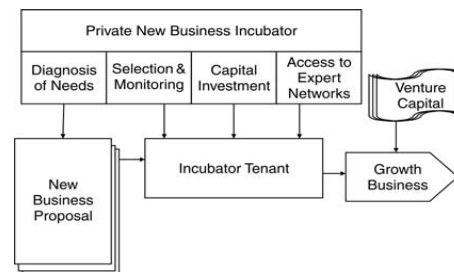 Private New Business Incubator
Diagnosis
of Needs
Selection &
Monitoring
Capital
Investment
Access to
Expert
Networks
Venture
Capital
New
Business
Proposal
Incubator Tenant
Growth
Business